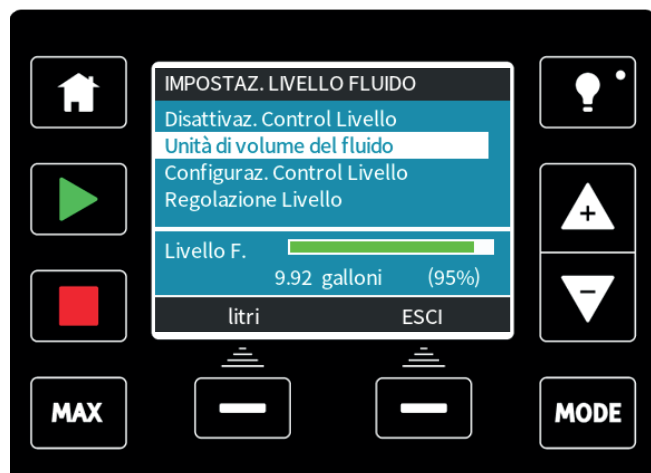 IMPOSTAZ. LIVELLO FLUIDO
Disattivaz. Control Livello
Unità di volume del fluido
Configuraz. Control Livello
Regolazione Livello
Livello F.
9.92 galloni (95%)
litri ESCI
+
-
MAX
MODE